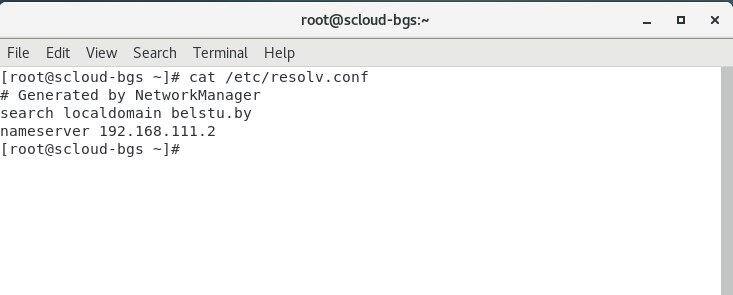 root@scloud-bgs:~
File Edit View Search Terminal Help
[root@scloud-bgs ~]# cat /etc/resolv.conf
# Generated by NetworkManager
search localdomain belstu.by
nameserver 192.168.111.2
[root@scloud-bgs ~]#